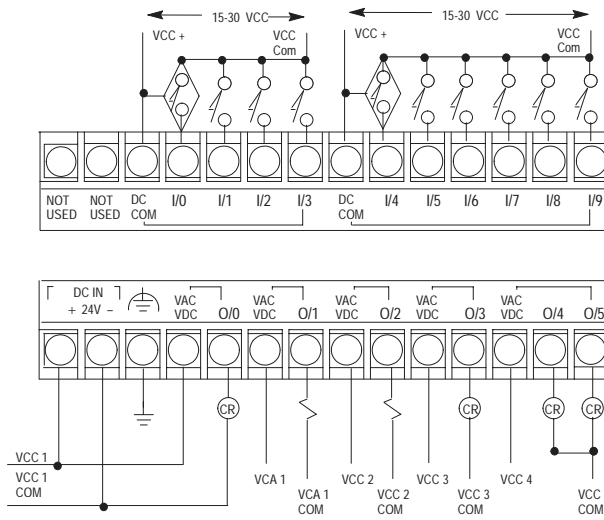 15-30 VCC
15-30 VCC
VCC +
VCC
Com
VCC +
VCC
Com
NOT
USED
NOT
USED
DC
COM
I/0
I/1
I/2
I/3
DC
COM
I/4
I/5
I/6
I/7
I/8
I/9
DC IN
+ 24V –
VAC
VDC
O/0
VAC
VDC
O/1
VAC
VDC
O/2
VAC
VDC
O/3
VAC
VDC
O/4
O/5
CR
CR
CR
CR
VCC 1
VCC 1
COM
VCA 1
VCA 1
COM
VCC 2
VCC 2
COM
VCC 3
VCC 3
COM
VCC 4
VCC
COM